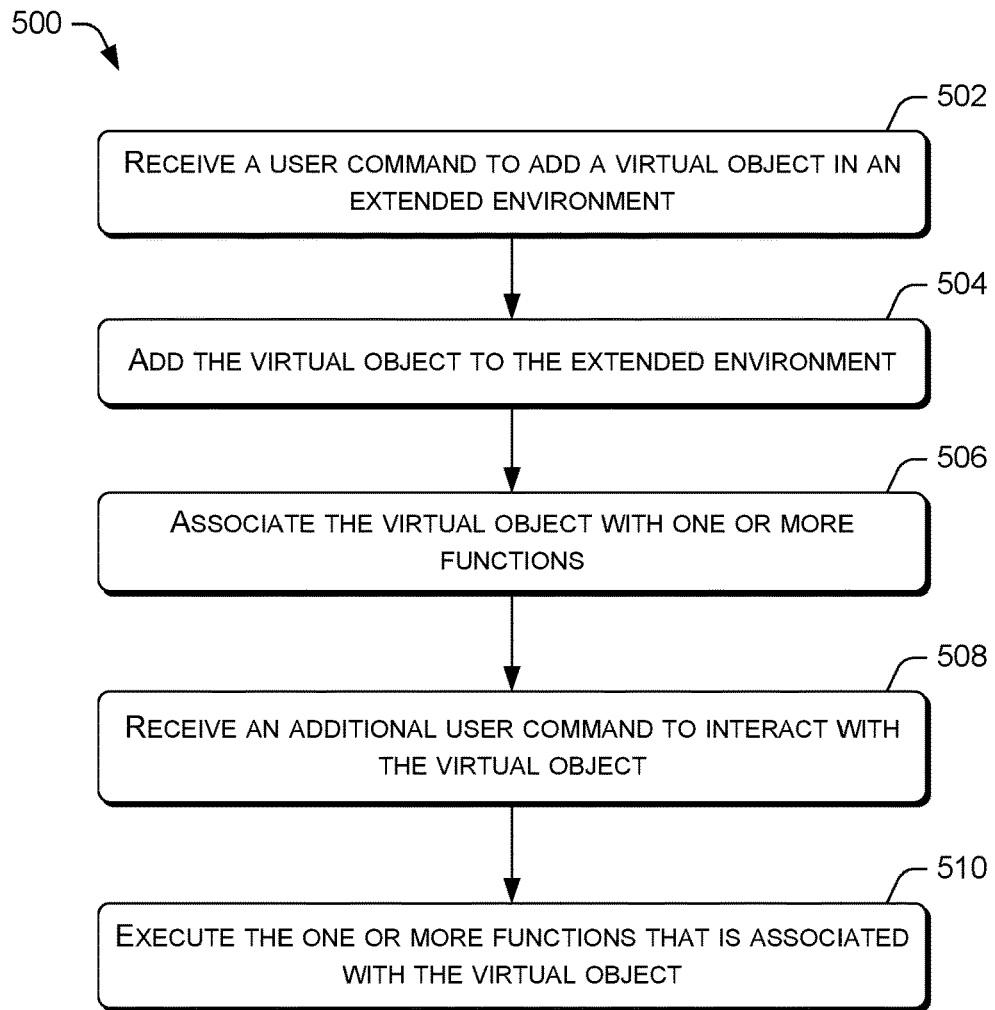 500
502
RECEIVE A USER COMMAND TO ADD A VIRTUAL OBJECT IN AN
EXTENDED ENVIRONMENT
504
ADD THE VIRTUAL OBJECT TO THE EXTENDED ENVIRONMENT
506
ASSOCIATE THE VIRTUAL OBJECT WITH ONE OR MORE
FUNCTIONS
508
RECEIVE AN ADDITIONAL USER COMMAND TO INTERACT WITH
THE VIRTUAL OBJECT
510
EXECUTE THE ONE OR MORE FUNCTIONS THAT IS ASSOCIATED
WITH THE VIRTUAL OBJECT